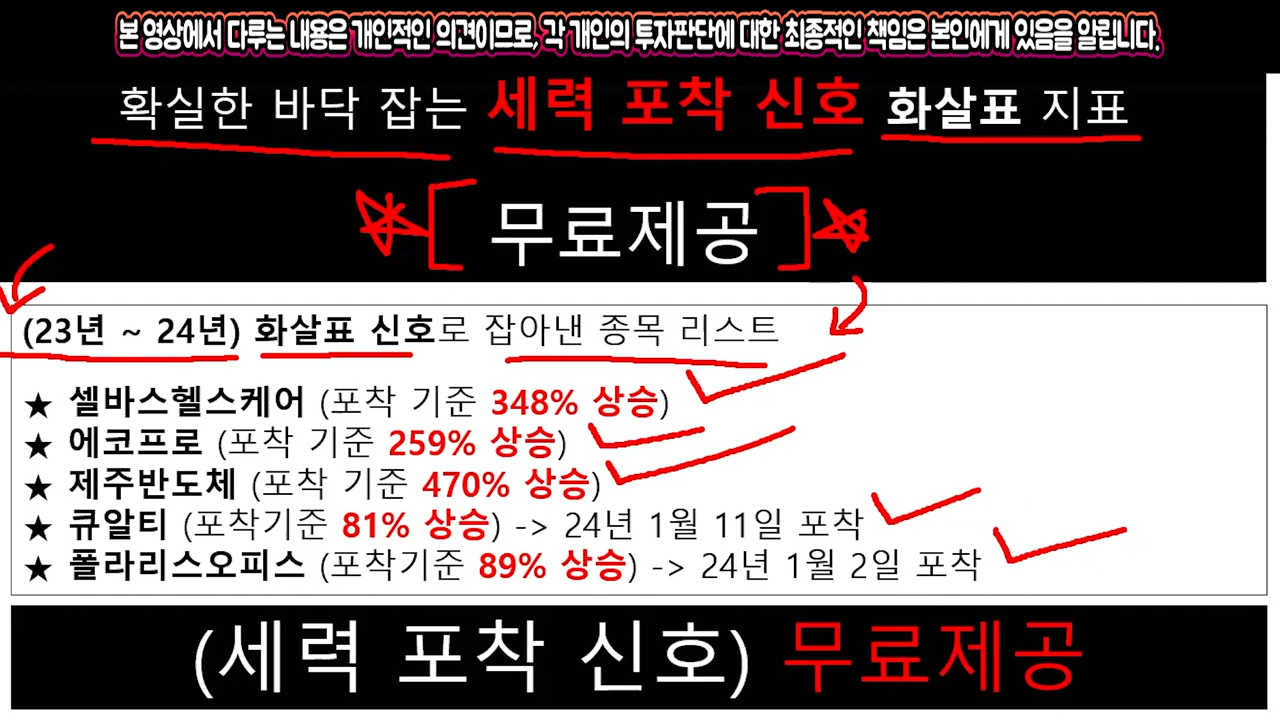 본 영상에서 다루는 내용은 개인적인 의견이므로, 각 개인의 투자판단에 대한 최종적인 책임은 본인에게 있음을 알립니다.
확실한 바닥 잡는 세력 포착 신호 화살표 지표
[ 무료제공 ]
(23년 ~ 24년) 화살표 신호로 잡아낸 종목 리스트
★ 셀바스헬스케어 (포착 기준 348% 상승)
★ 에코프로 (포착 기준 259% 상승)
★ 제주반도체 (포착 기준 470% 상승)
★ 큐알티 (포착기준 81% 상승) -> 24년 1월 11일 포착
★ 폴라리스오피스 (포착기준 89% 상승) -> 24년 1월 2일 포착
(세력 포착 신호) 무료제공